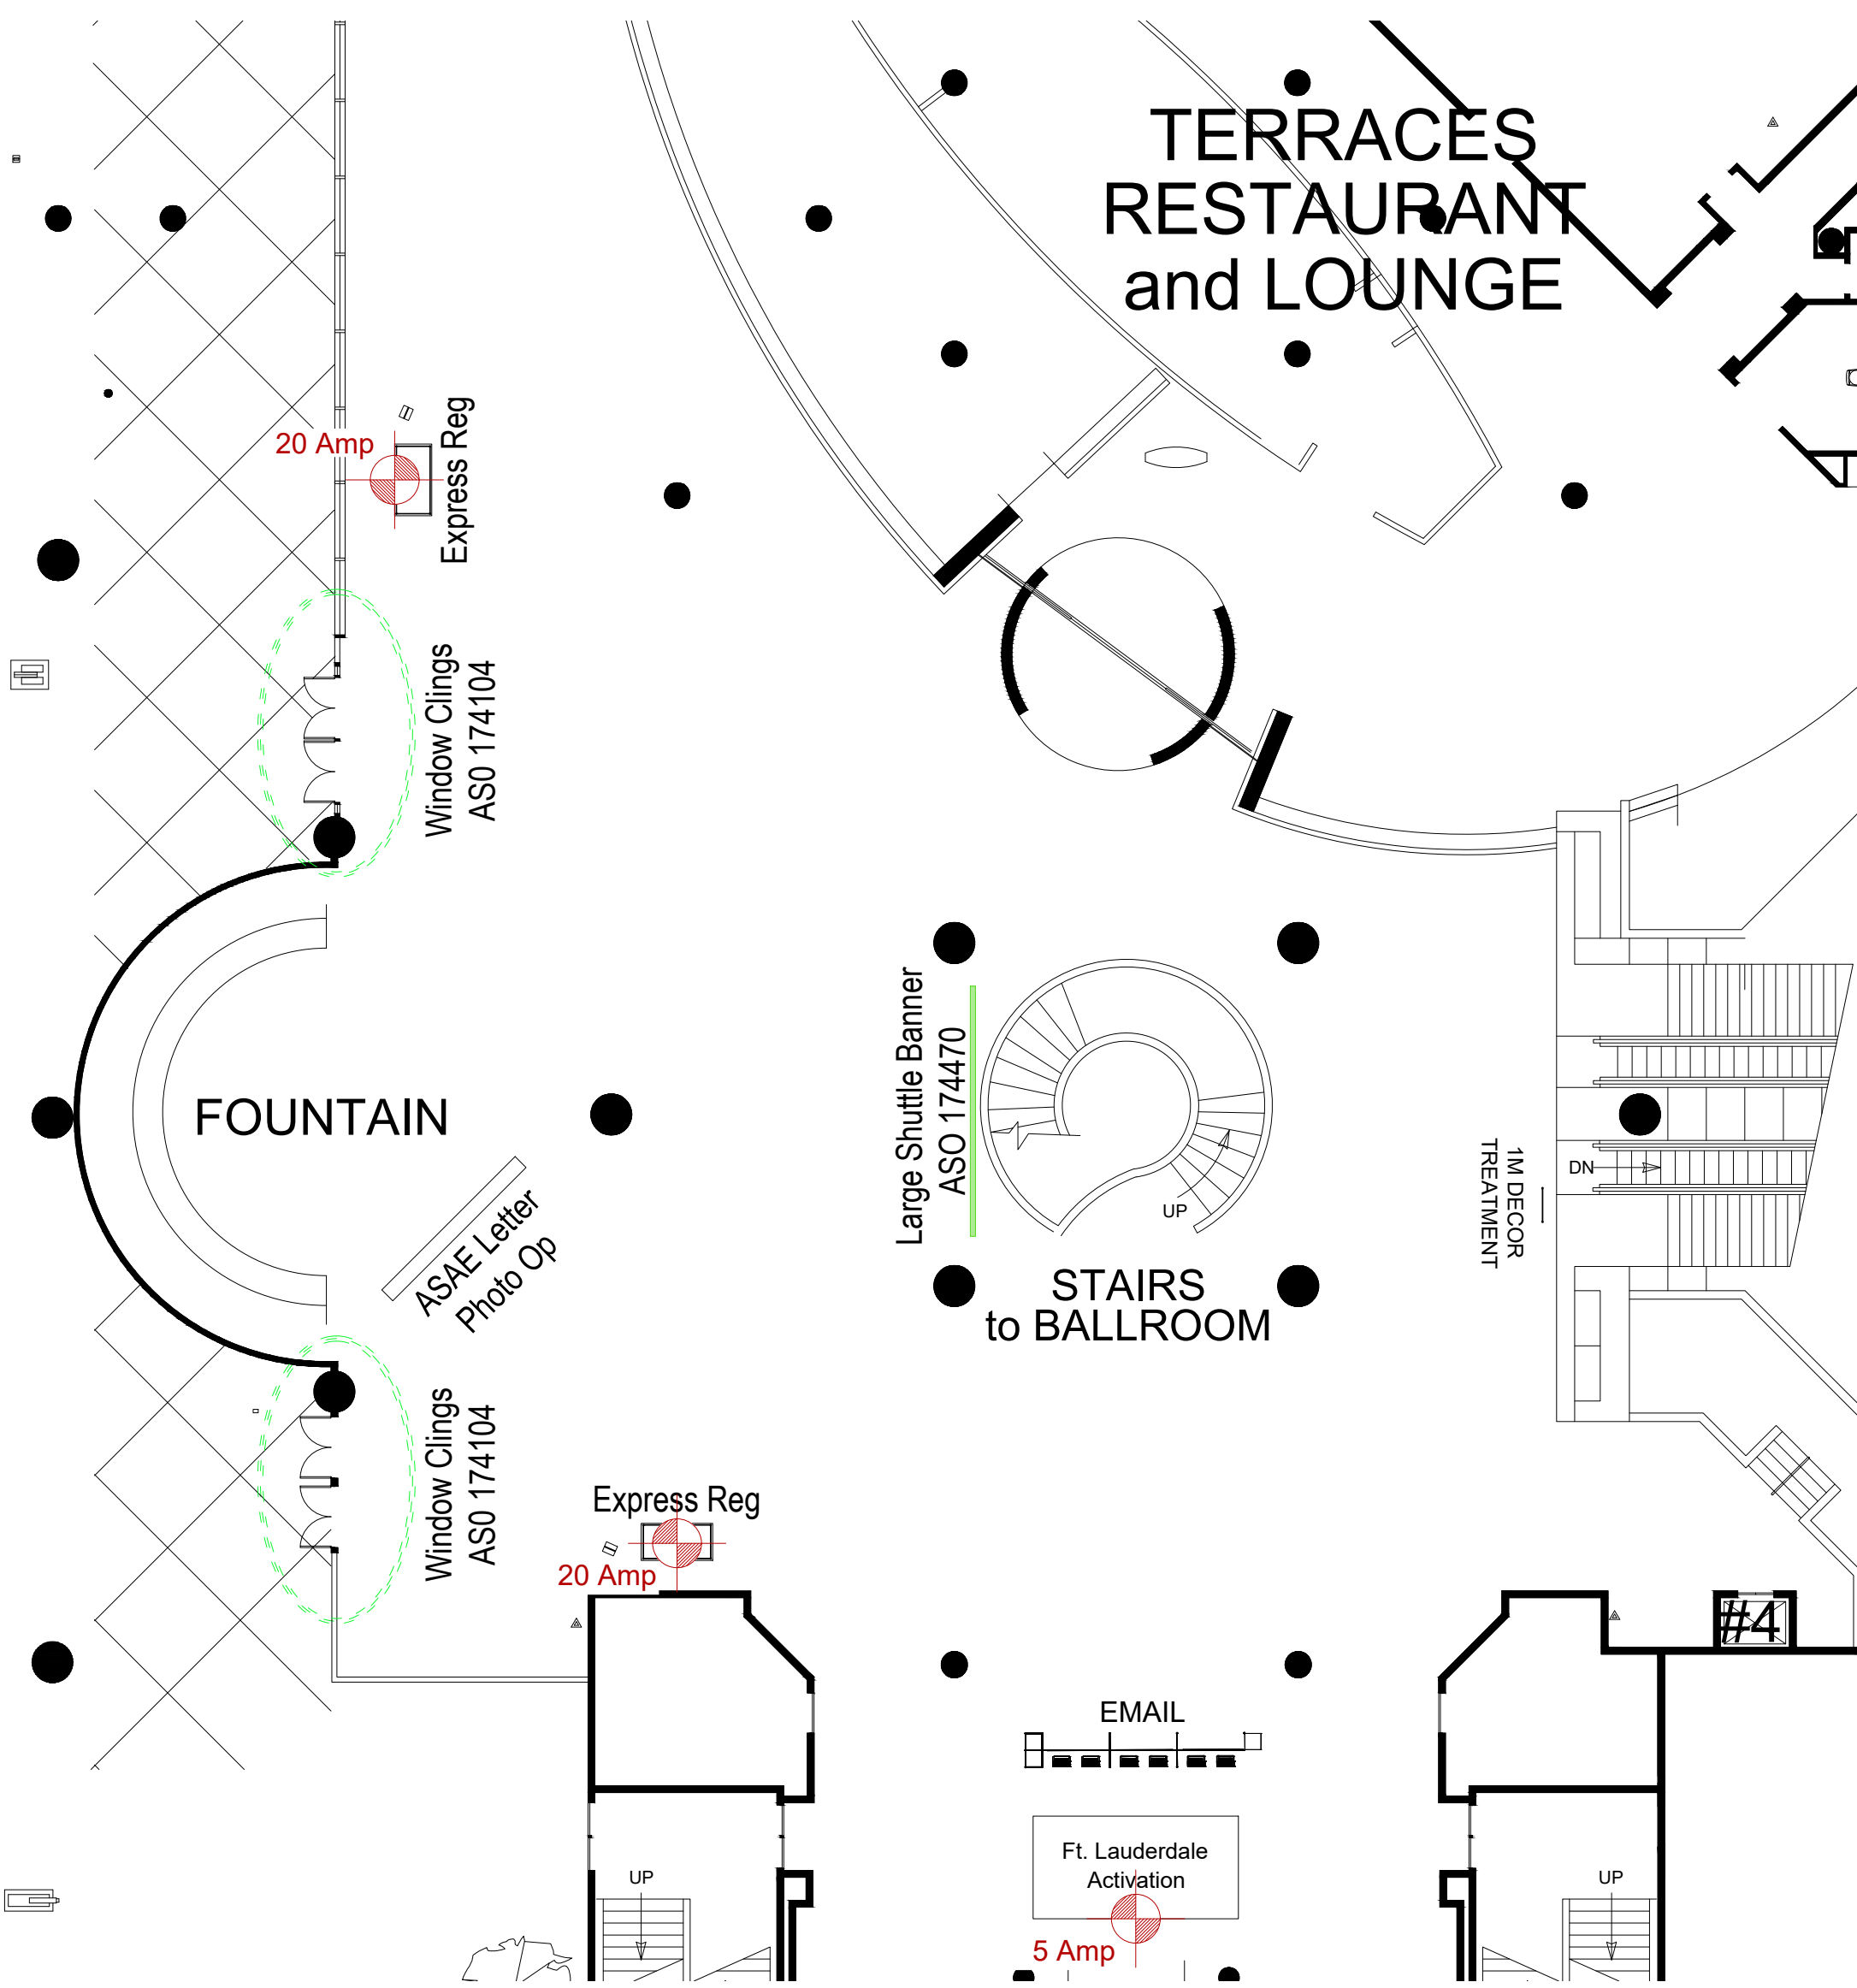 TERRACES
RESTAURANT
and LOUNGE
20 Amp
Express Reg
Window Clings
AS0 174104
FOUNTAIN
Large Shuttle Banner
ASO 174470
UP
STAIRS
to BALLROOM
1M DECOR
TREATMENT
DN
ASAE Letter
Photo Op
Window Clings
AS0 174104
Express Reg
20 Amp
#4
EMAIL
Ft. Lauderdale
Activation
5 Amp
UP
UP